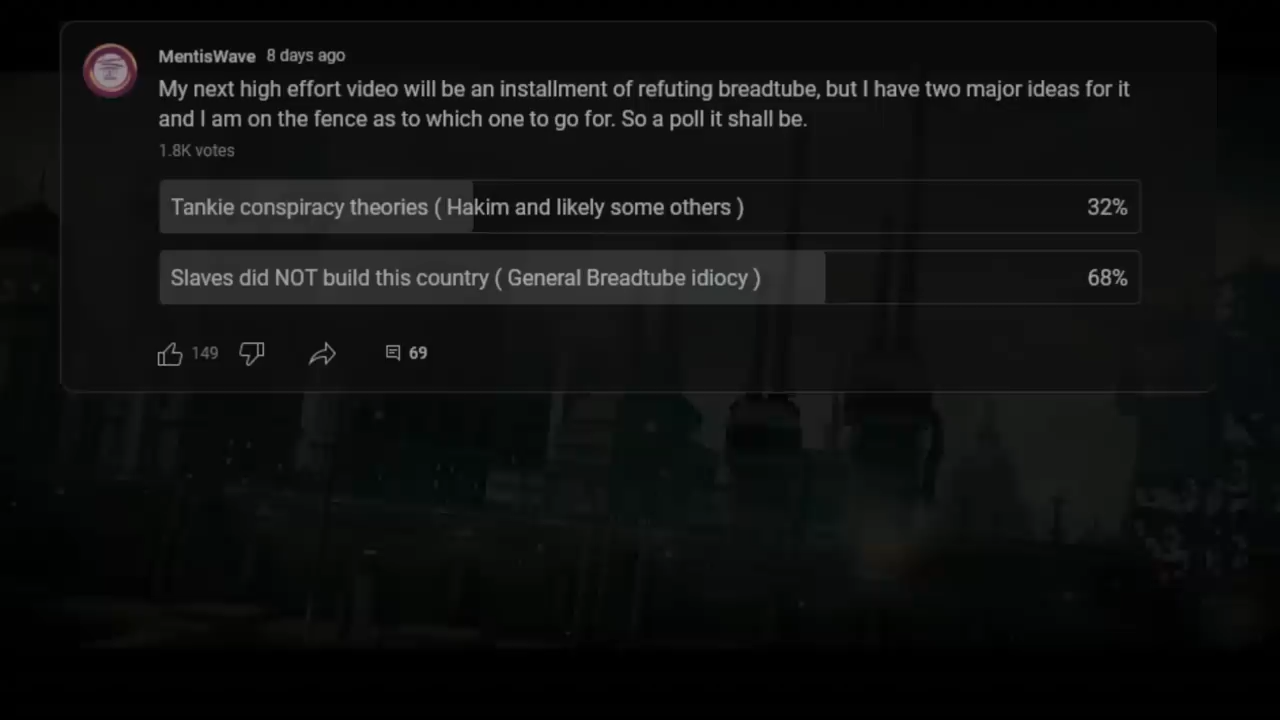 MentisWave 8 days ago
My next high effort video will be an installment of refuting breadtube, but I have two major ideas for it
and I am on the fence as to which one to go for. So a poll it shall be.
1.8K votes
Tankie conspiracy theories ( Hakim and likely some others ) 32%
Slaves did NOT build this country ( General Breadtube idiocy ) 68%
149 69